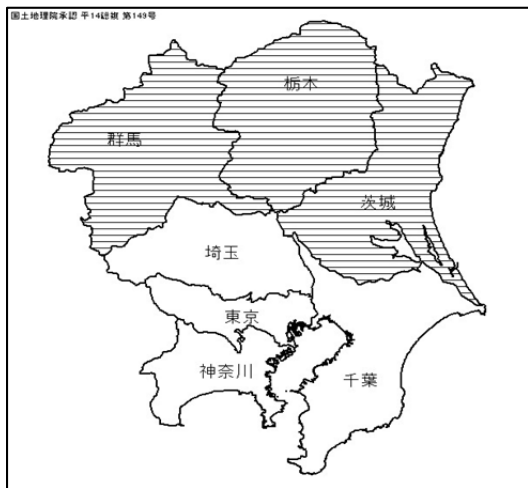 国土地理院承認 平14総複 第149号
栃木
群馬
茨城
埼玉
東京
神奈川
千葉